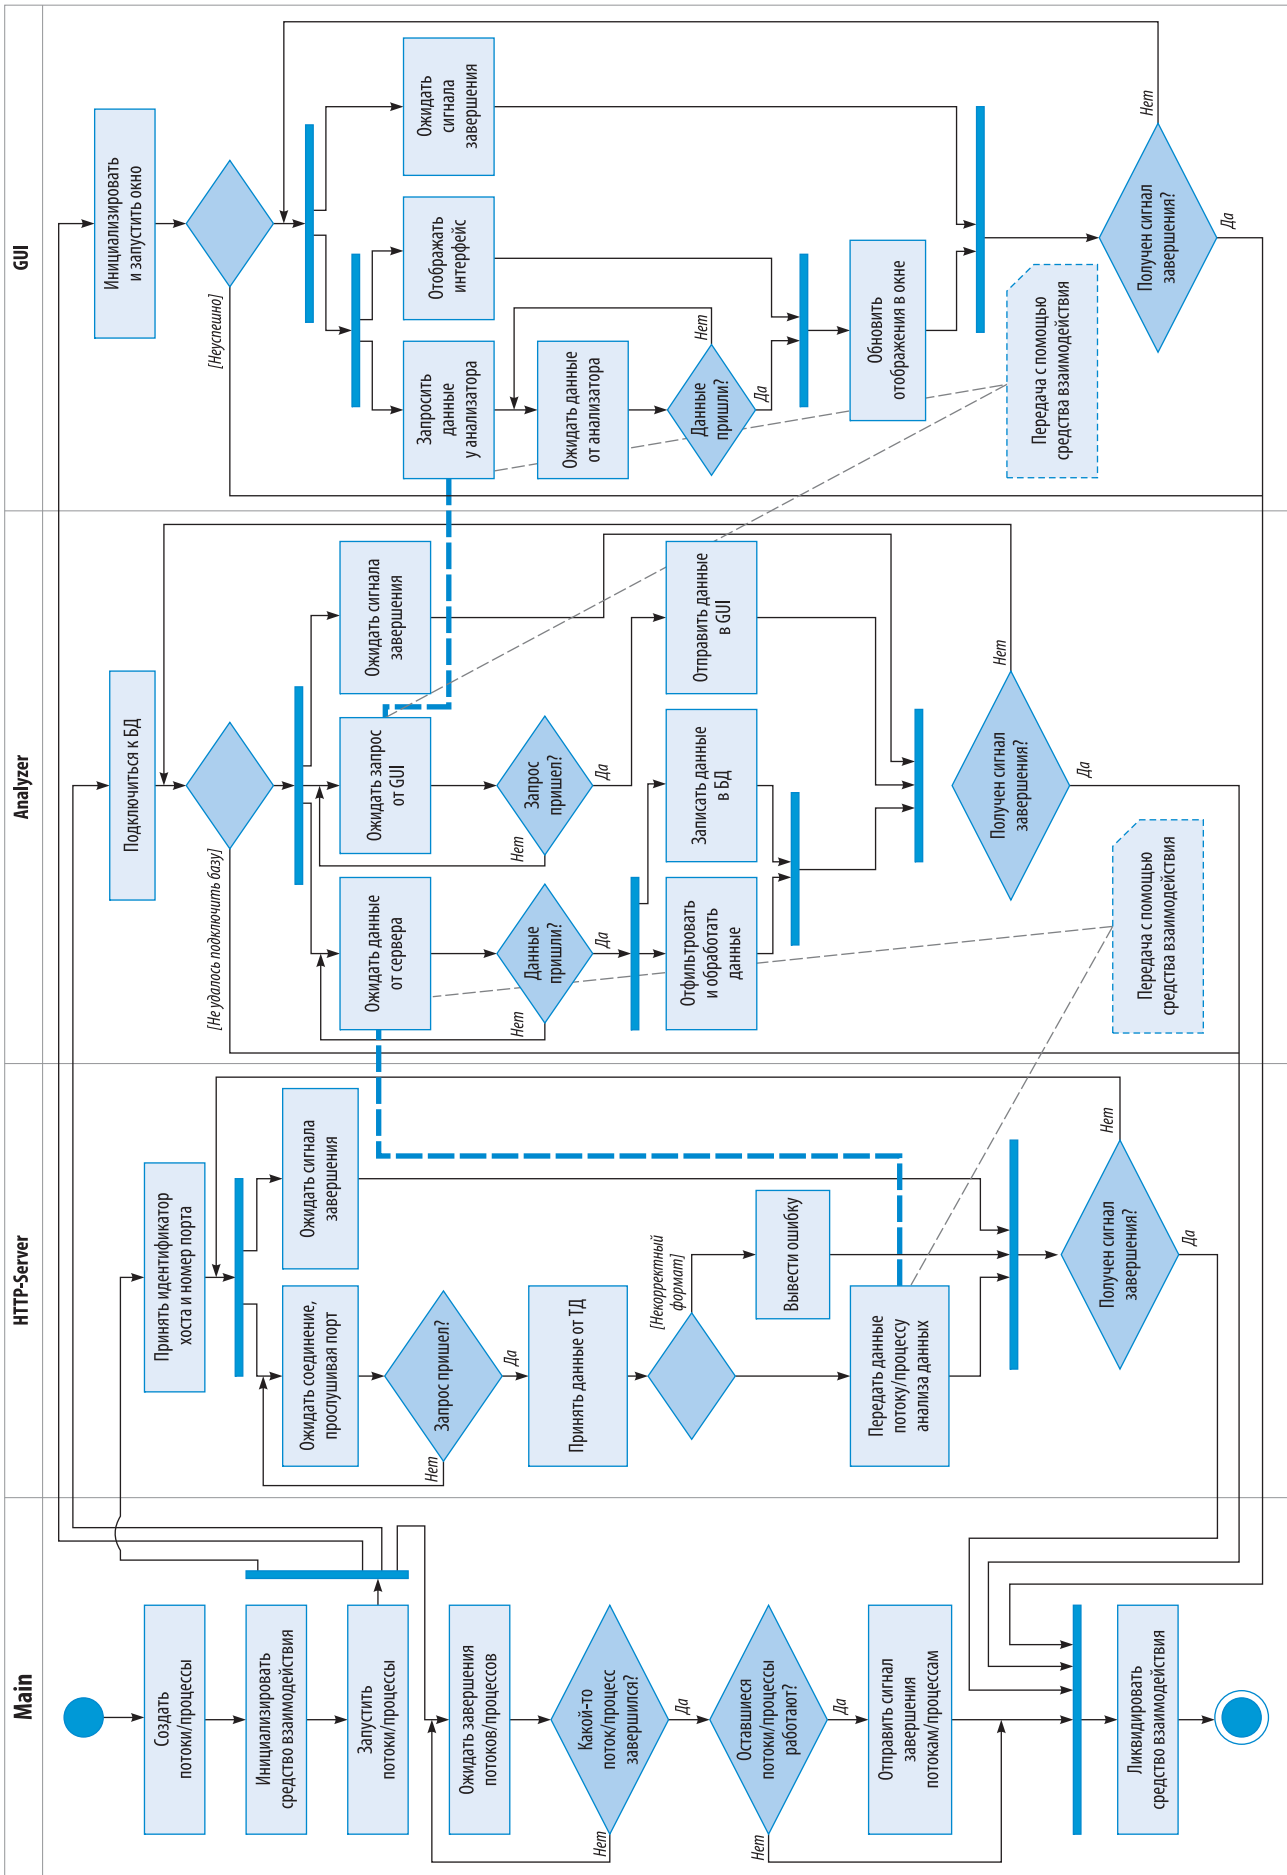 Main
Создать
потоки/процессы
Инициализировать
средство взаимодействия
Запустить
потоки/процессы
Ожидать завершения
потоков/процессов
Какой-то
поток/процесс
завершился?
Нет
Да
Оставшиеся
потоки/процессы
работают?
Нет
Да
Отправить сигнал
завершения
потокам/процессам
Ликвидировать
средство взаимодействия
HTTP-Server
Принять идентификатор
хоста и номер порта
Ожидать соединение,
прослушивая порт
Ожидать сигнала
завершения
Запрос пришел?
Нет
Да
Принять данные от ТД
[Некорректный
формат]
Вывести ошибку
Передать данные
потоку/процессу
анализа данных
Получен сигнал
завершения?
Нет
Да
Analyzer
Подключиться к БД
[Не удалось подключить базу]
Ожидать данные
от сервера
Ожидать запрос
от GUI
Ожидать сигнала
завершения
Данные
пришли?
Нет
Да
Запрос
пришел?
Нет
Да
Отфильтровать
и обработать
данные
Записать данные
в БД
Отправить данные
в GUI
Получен сигнал
завершения?
Нет
Да
Передача с помощью
средства взаимодействия
GUI
Инициализировать
и запустить окно
[Неуспешно]
Запросить
данные
у анализатора
Отображать
интерфейс
Ожидать
сигнала
завершения
Ожидать данные
от анализатора
Данные
пришли?
Нет
Да
Обновить
отображения в окне
Передача с помощью
средства взаимодействия
Получен сигнал
завершения?
Нет
Да